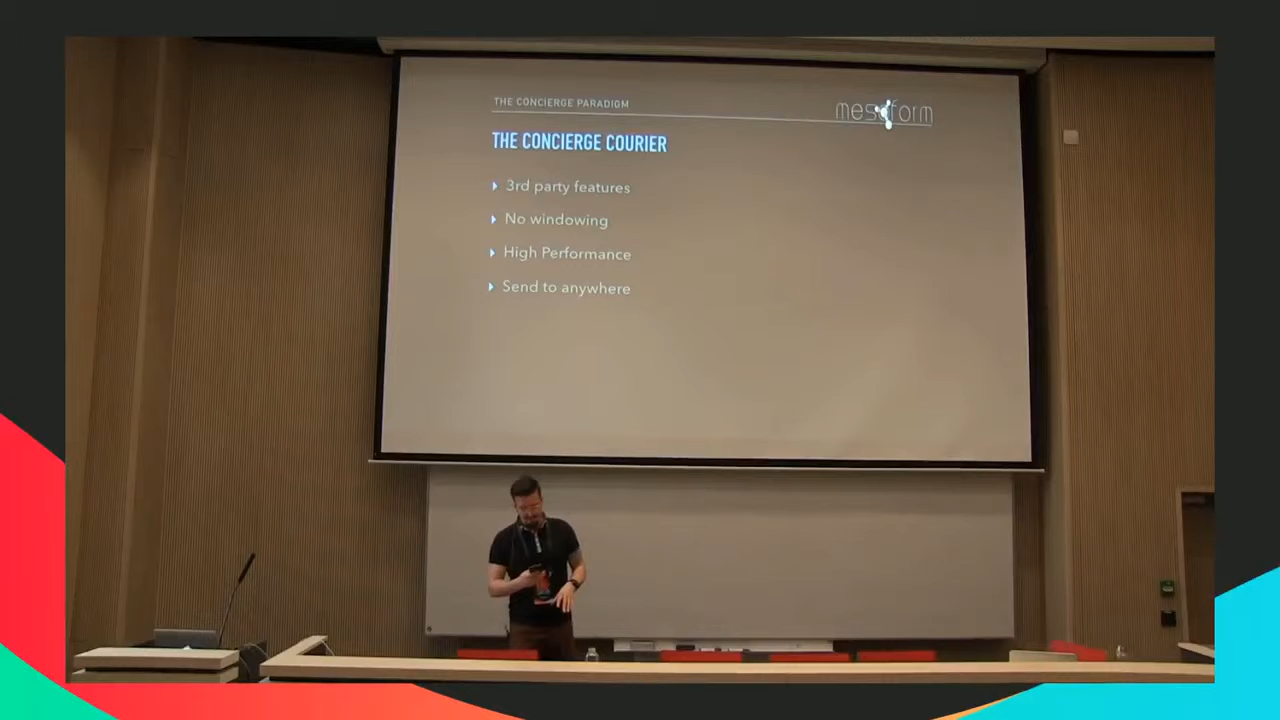 THE CONCIERGE PARADIGM
mesoform
THE CONCIERGE COURIER
3rd party features
No windowing
High Performance
Send to anywhere